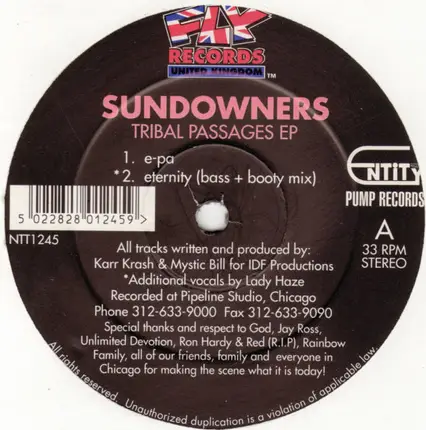 FLY
RECORDS
UNITED KINGDOM
TM
SUNDOWNERS
TRIBAL PASSAGES EP
1. e-pa
*2. eternity (bass + booty mix)
ENTITY
PUMP RECORDS
5 022828 012459 >
NTT1245
A
33 RPM
STEREO
All tracks written and produced by:
Karr Krash & Mystic Bill for IDF Productions
*Additional vocals by Lady Haze
Recorded at Pipeline Studio, Chicago
Phone 312-633-9000 Fax 312-633-9090
Special thanks and respect to God, Jay Ross,
Unlimited Devotion, Ron Hardy & Red (R.I.P), Rainbow
Family, all of our friends, family and everyone in
Chicago for making the scene what it is today!
All rights reserved. Unauthorized duplication is a violation of applicable law.